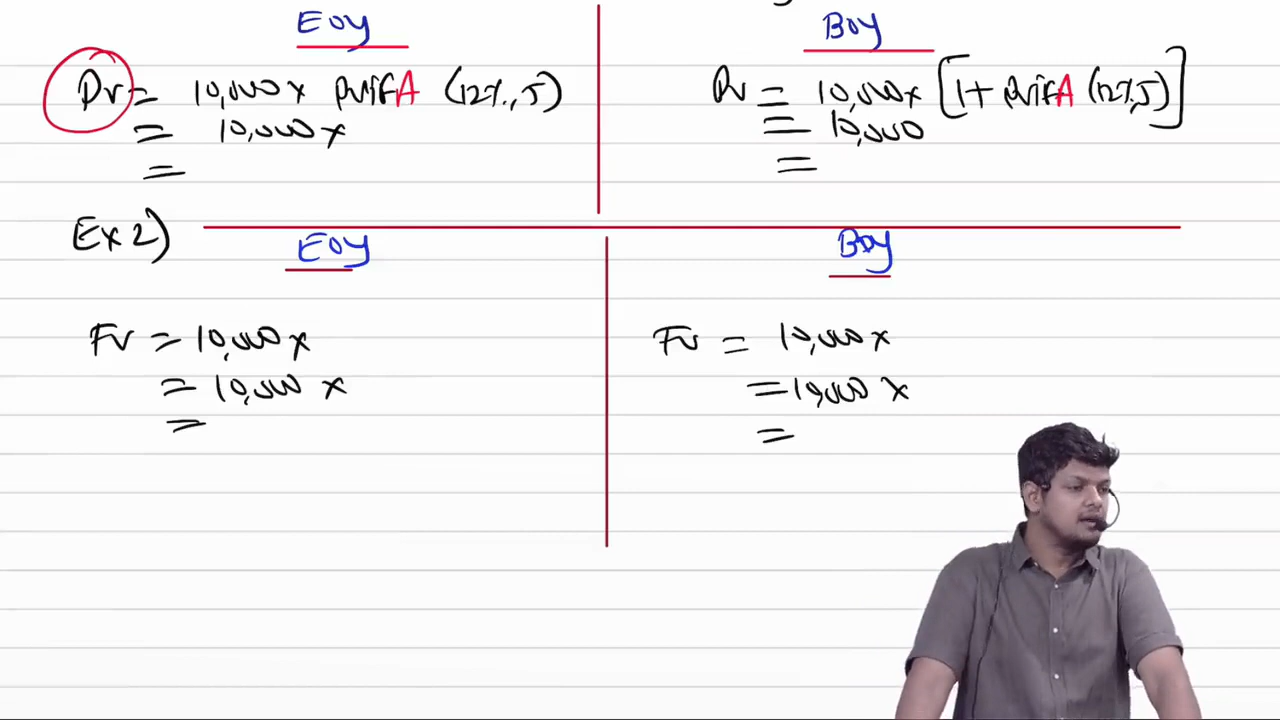 Eoy
Pv = 10,000 x PvifA (12%, 5)
= 10,000 x
=
Boy
Pv = 10,000x [1 + PvifA (12%, 5)]
= 10,000
=
Ex 2)
Eoy
Fv = 10,000 x
= 10,000 x
=
Boy
Fv = 10,000 x
= 10,000 x
=